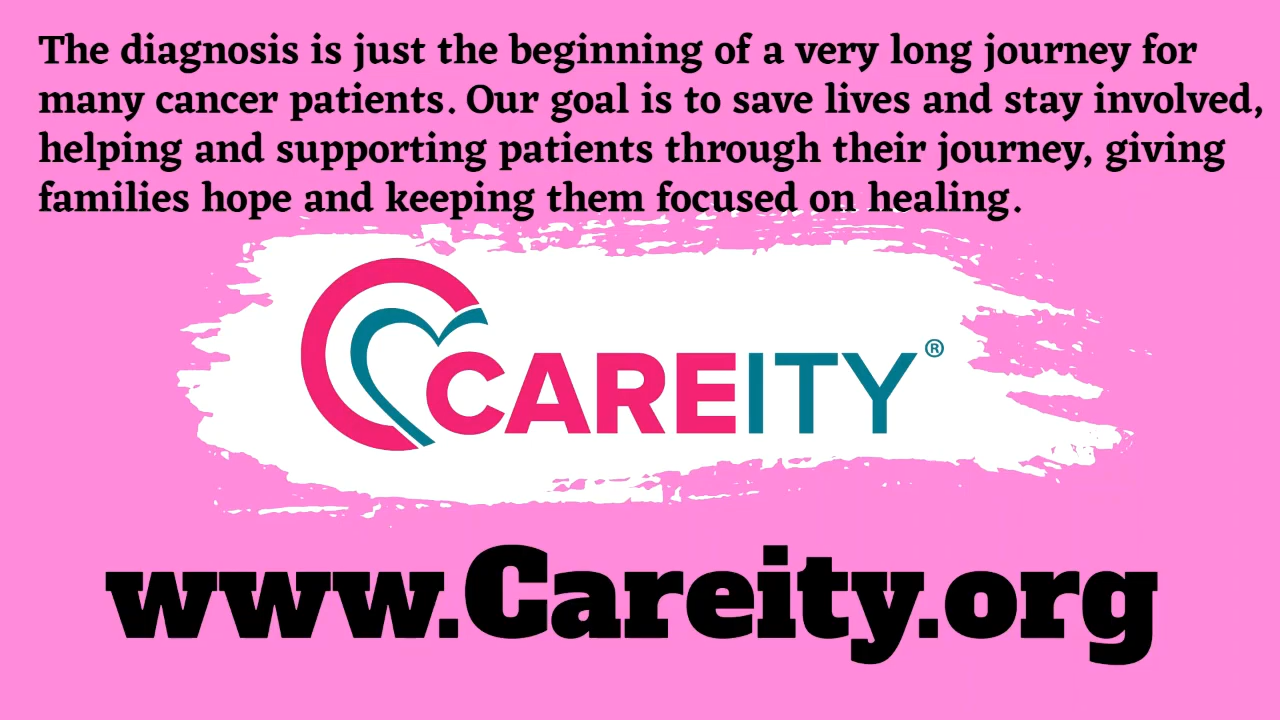 The diagnosis is just the beginning of a very long journey for
many cancer patients. Our goal is to save lives and stay involved,
helping and supporting patients through their journey, giving
families hope and keeping them focused on healing.
CAREITY®
www.Careity.org